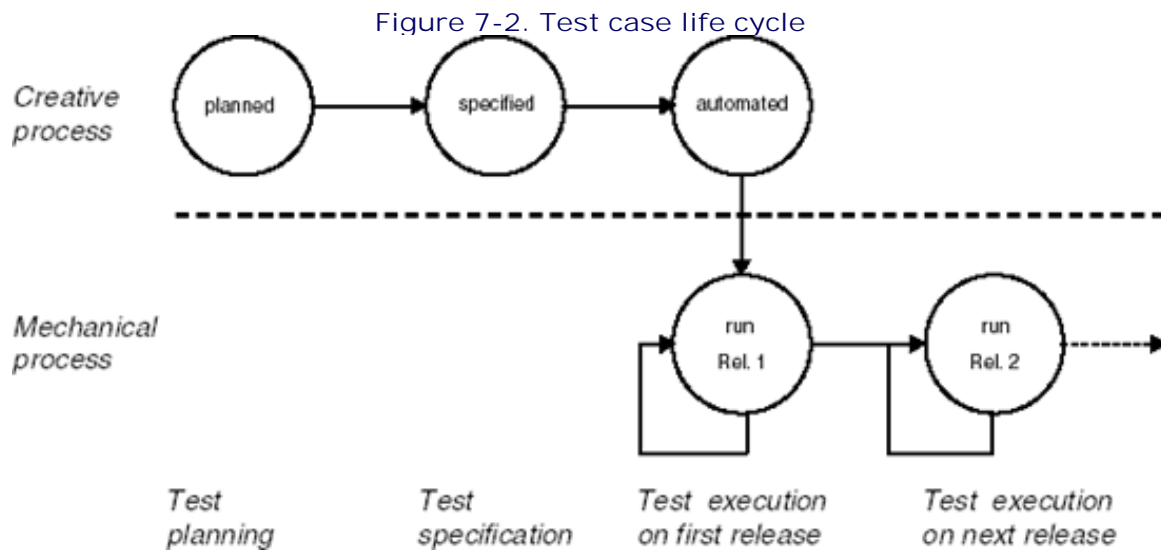 Figure 7-2. Test case life cycle
Creative
process
planned
specified
automated
Mechanical
process
run
Rel. 1
run
Rel. 2
Test
planning
Test
specification
Test execution
on first release
Test execution
on next release